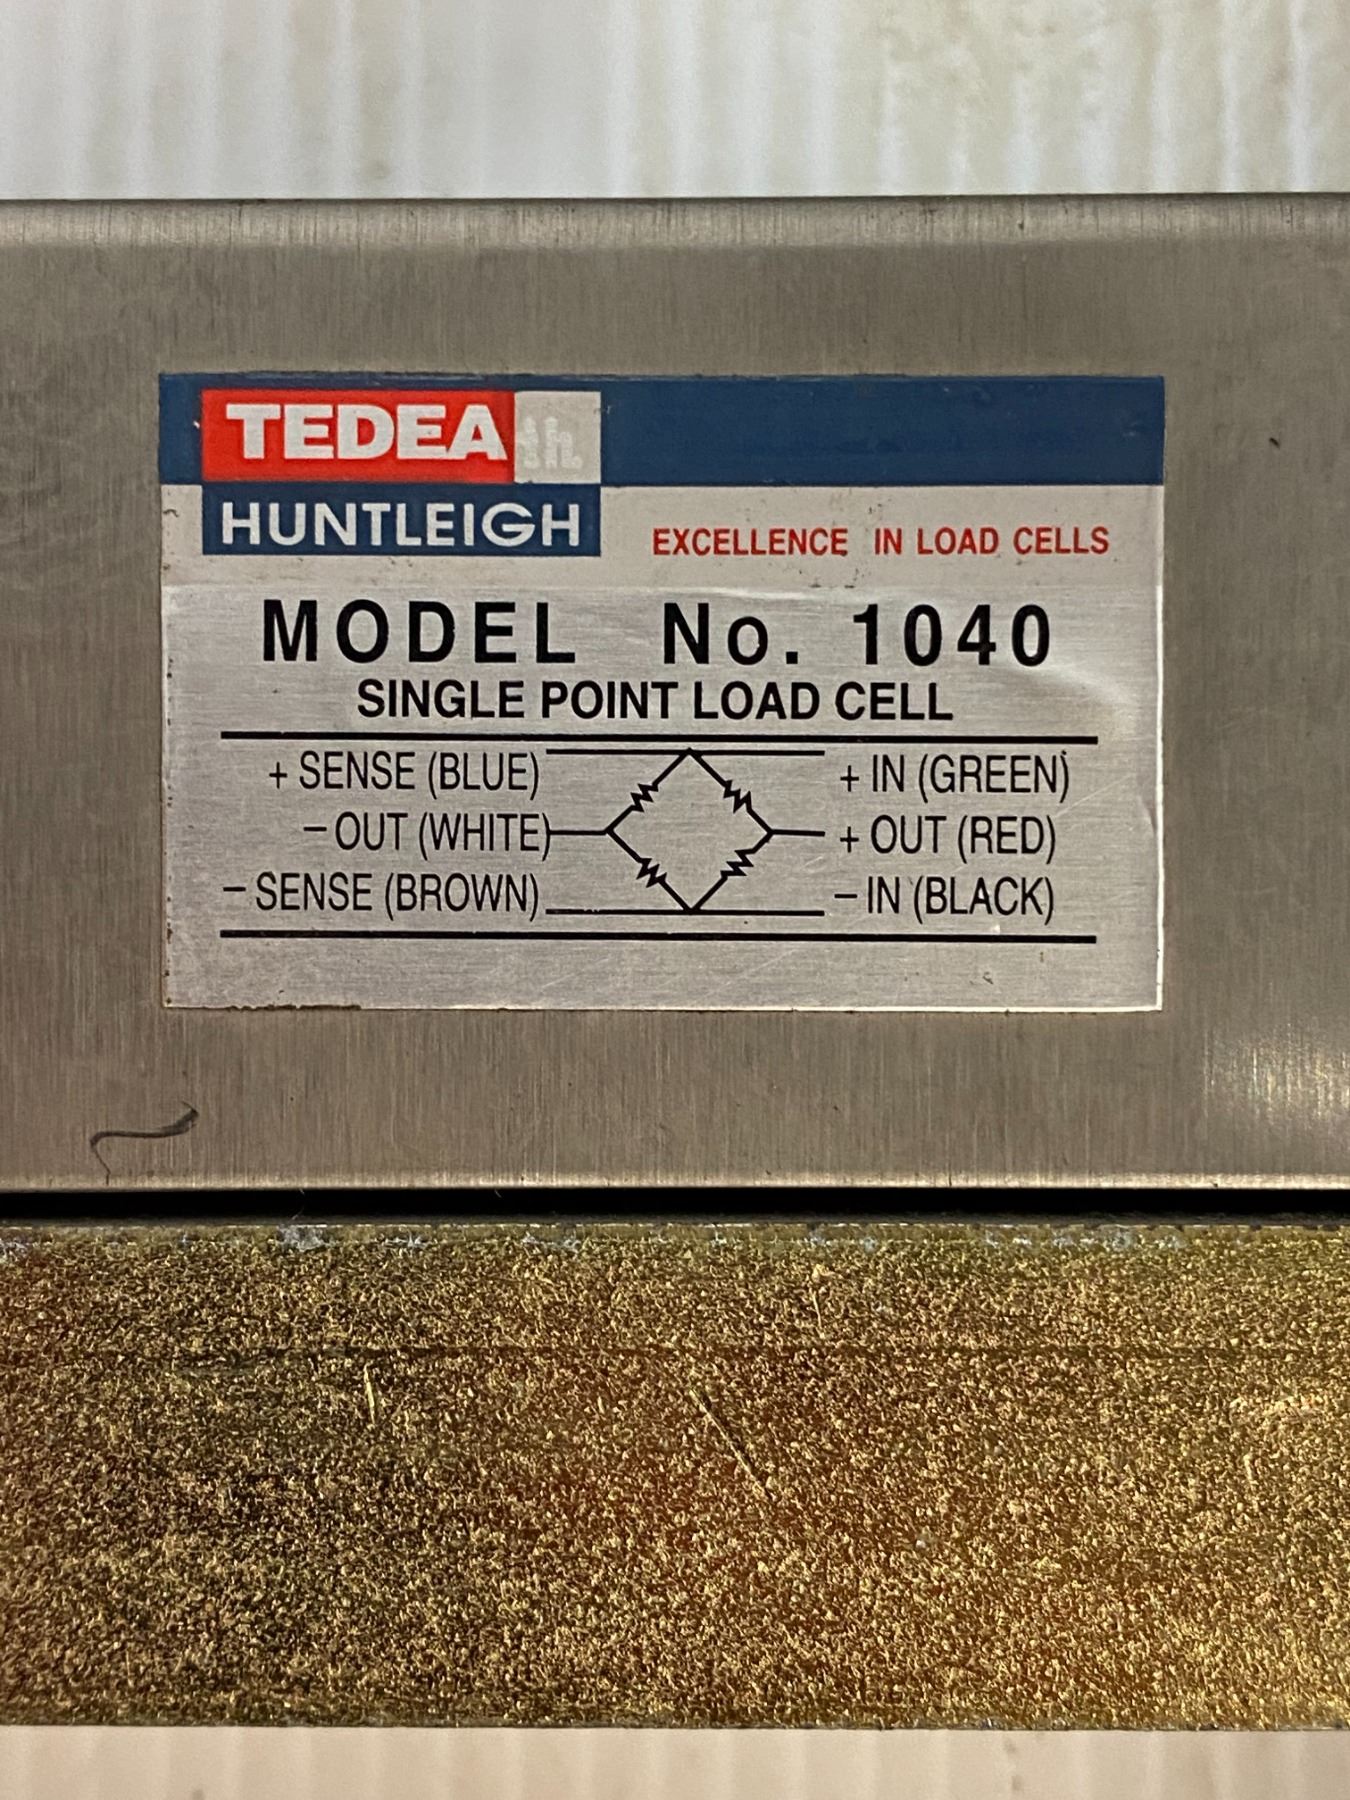 TEDEA th
HUNTLEIGH
EXCELLENCE IN LOAD CELLS
MODEL No. 1040
SINGLE POINT LOAD CELL
+ SENSE (BLUE) + IN (GREEN)
– OUT (WHITE) + OUT (RED)
– SENSE (BROWN) – IN (BLACK)